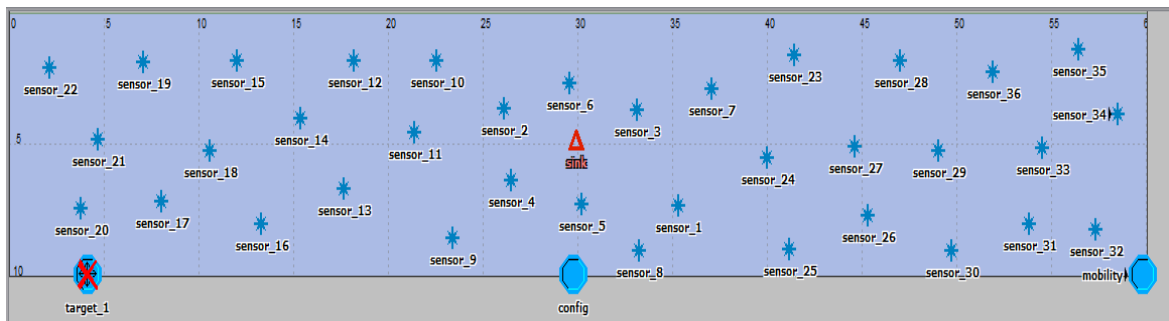 0 5 10 15 20 25 30 35 40 45 50 55 6
sensor_35
sensor_23
sensor_22 sensor_19 sensor_15 sensor_12 sensor_10 sensor_28
sensor_36
sensor_6
sensor_34
sensor_2 sensor_3 sensor_7
sensor_14
5
sensor_21 sensor_11
sink
sensor_18 sensor_27 sensor_29 sensor_33
sensor_24
sensor_4
sensor_13
sensor_20 sensor_17 sensor_5 sensor_1
sensor_16 sensor_26
sensor_31 sensor_32
sensor_9
10 sensor_8 sensor_25 sensor_30 mobility
target_1 config